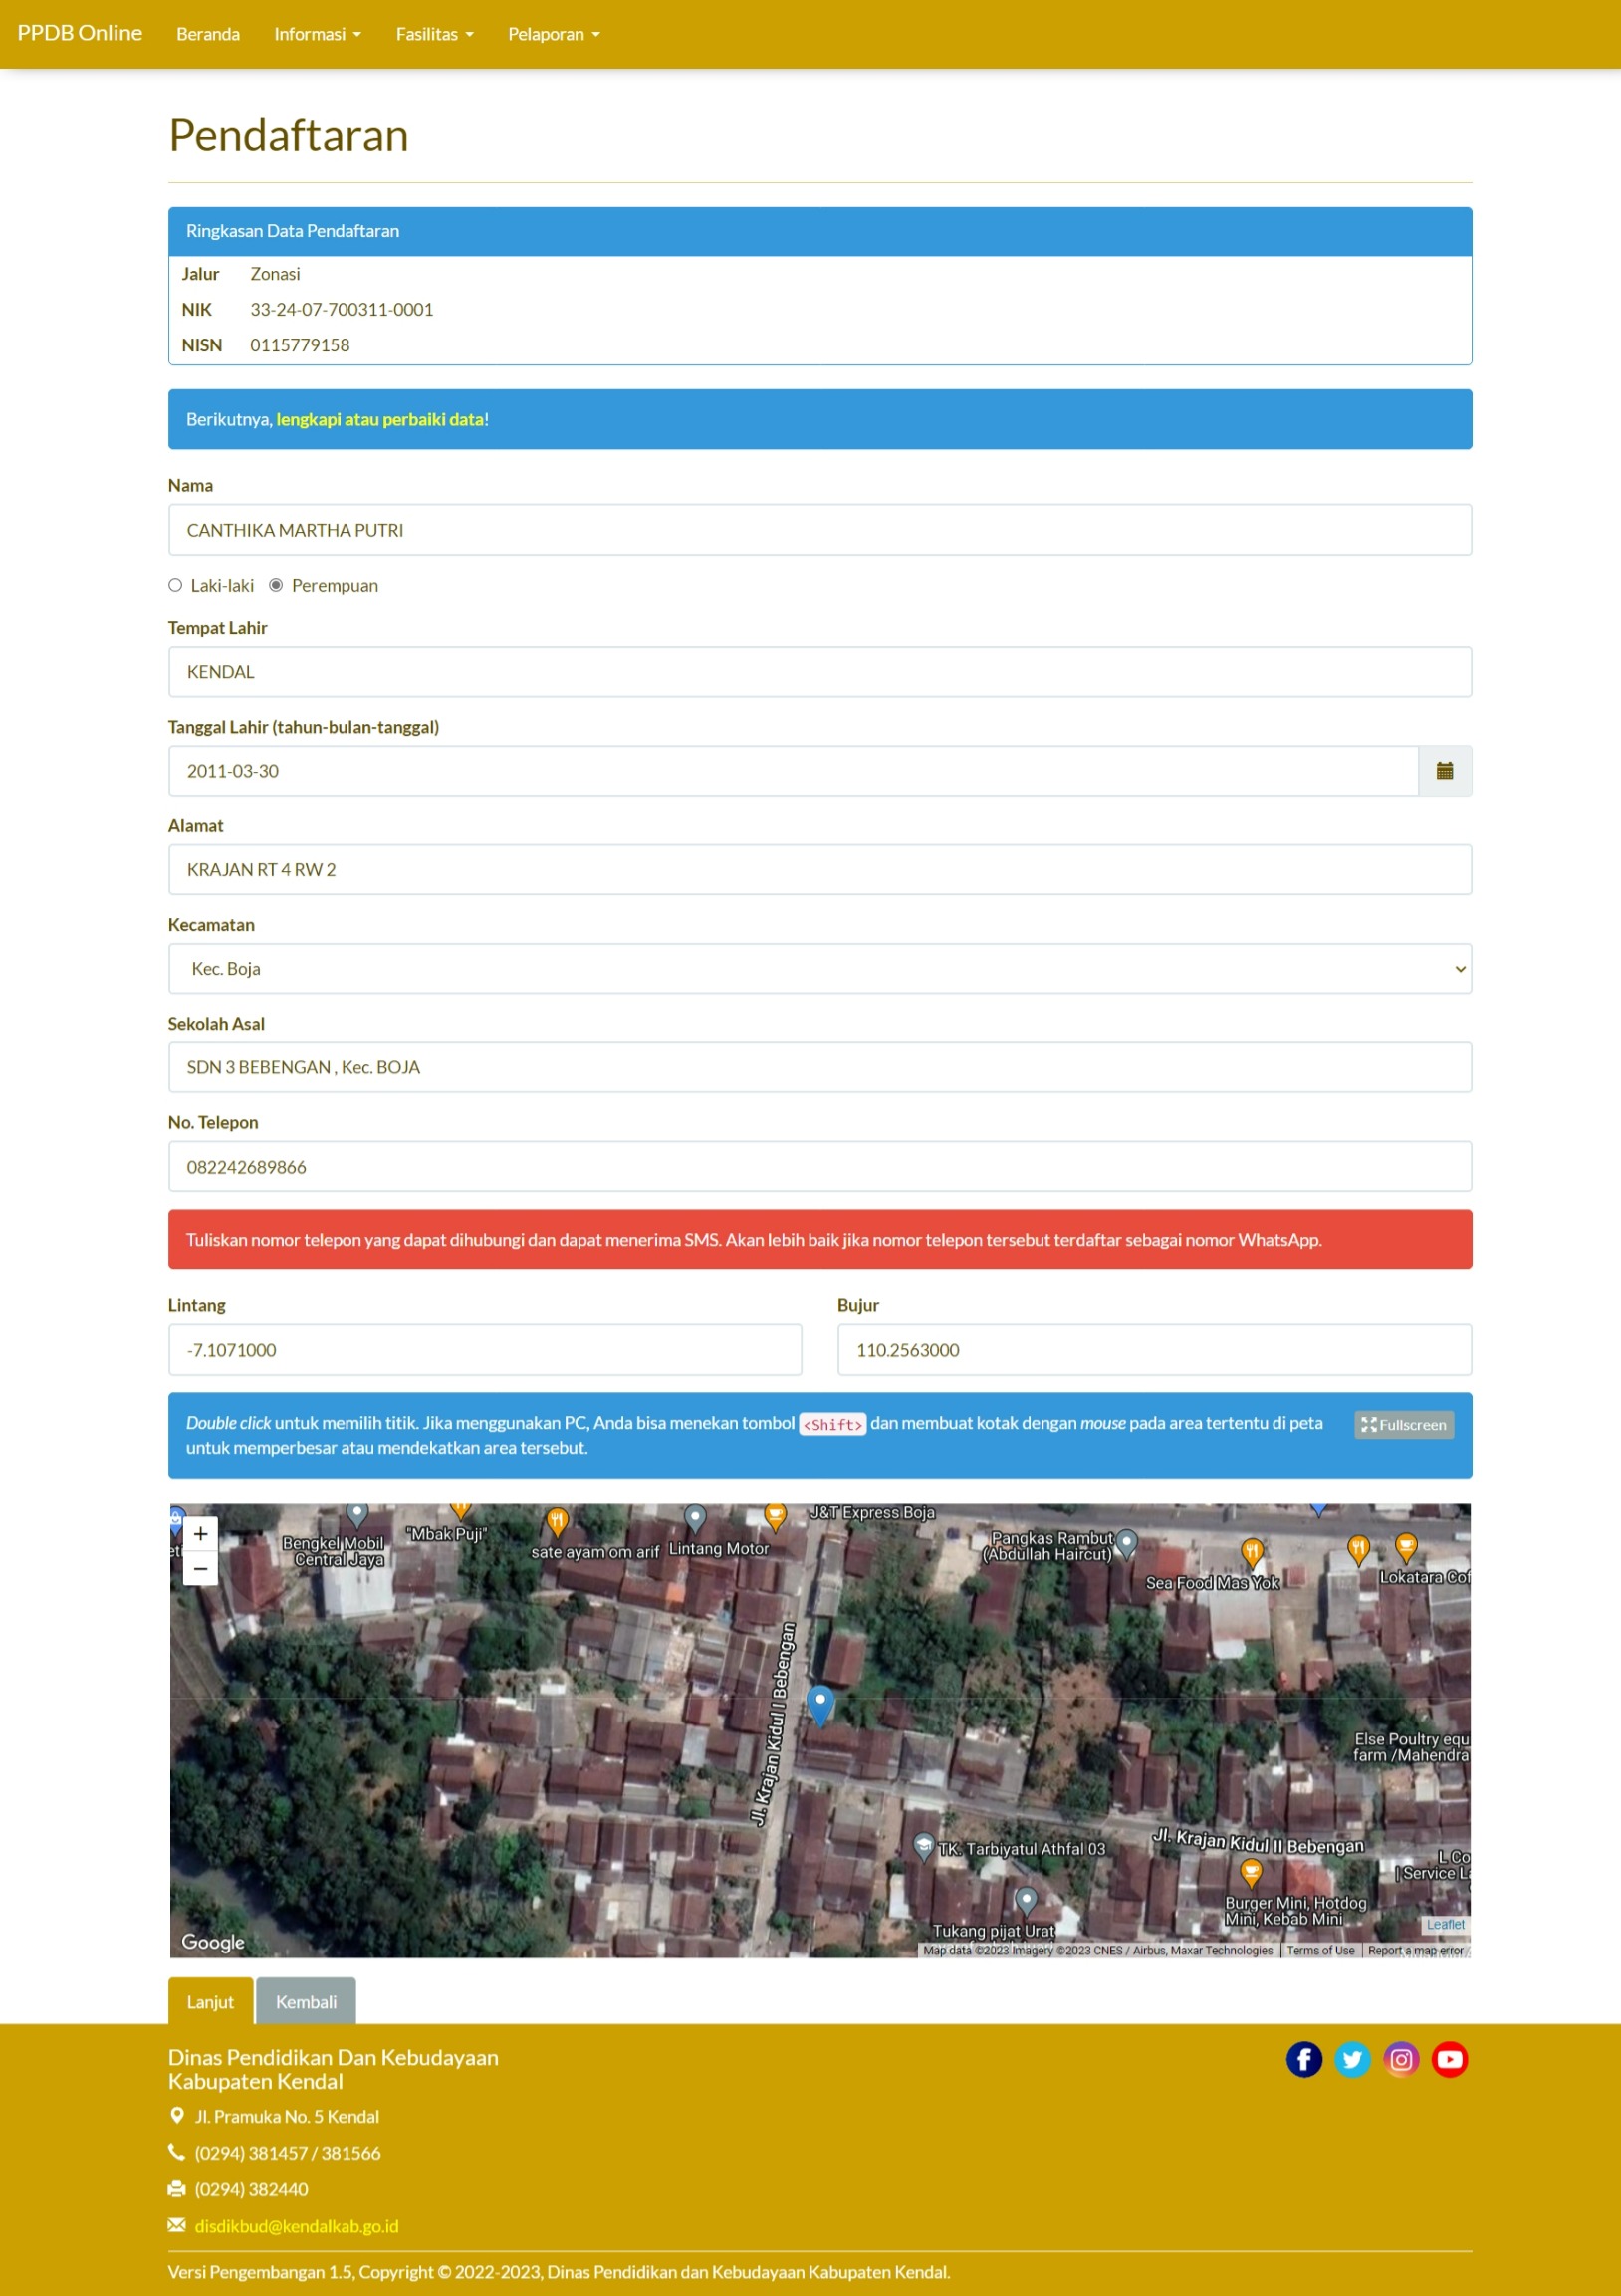 PPDB Online Beranda Informasi Fasilitas Pelaporan
Pendaftaran
Ringkasan Data Pendaftaran
Jalur Zonasi
NIK 33-24-07-700311-0001
NISN 0115779158
Berikutnya, lengkapi atau perbaiki data!
Nama
CANTHIKA MARTHA PUTRI
Laki-laki Perempuan
Tempat Lahir
KENDAL
Tanggal Lahir (tahun-bulan-tanggal)
2011-03-30
Alamat
KRAJAN RT 4 RW 2
Kecamatan
Kec. Boja
Sekolah Asal
SDN 3 BEBENGAN , Kec. BOJA
No. Telepon
082242689866
Tuliskan nomor telepon yang dapat dihubungi dan dapat menerima SMS. Akan lebih baik jika nomor telepon tersebut terdaftar sebagai nomor WhatsApp.
Lintang Bujur
-7.1071000 110.2563000
Double click untuk memilih titik. Jika menggunakan PC, Anda bisa menekan tombol <Shift> dan membuat kotak dengan mouse pada area tertentu di peta
untuk memperbesar atau mendekatkan area tersebut.
Fullscreen
+
−
J&T Express Boja
Bengkel Mobil
Central Jaya
"Mbak Puji"
sate ayam om arif
Lintang Motor
Pangkas Rambut
(Abdullah Haircut)
Sea Food Mas Yok
Lokatara Cof
Jl. Krajan Kidul I Bebengan
Else Poultry equ
farm /Mahendra
TK. Tarbiyatul Athfal 03
Jl. Krajan Kidul II Bebengan
L Co
| Service La
Burger Mini, Hotdog
Mini, Kebab Mini
Tukang pijat Urat
Leaflet
Google
Map data ©2023 Imagery ©2023 CNES / Airbus, Maxar Technologies Terms of Use Report a map error
Lanjut Kembali
Dinas Pendidikan Dan Kebudayaan
Kabupaten Kendal
Jl. Pramuka No. 5 Kendal
(0294) 381457 / 381566
(0294) 382440
disdikbud@kendalkab.go.id
Versi Pengembangan 1.5, Copyright © 2022-2023, Dinas Pendidikan dan Kebudayaan Kabupaten Kendal.